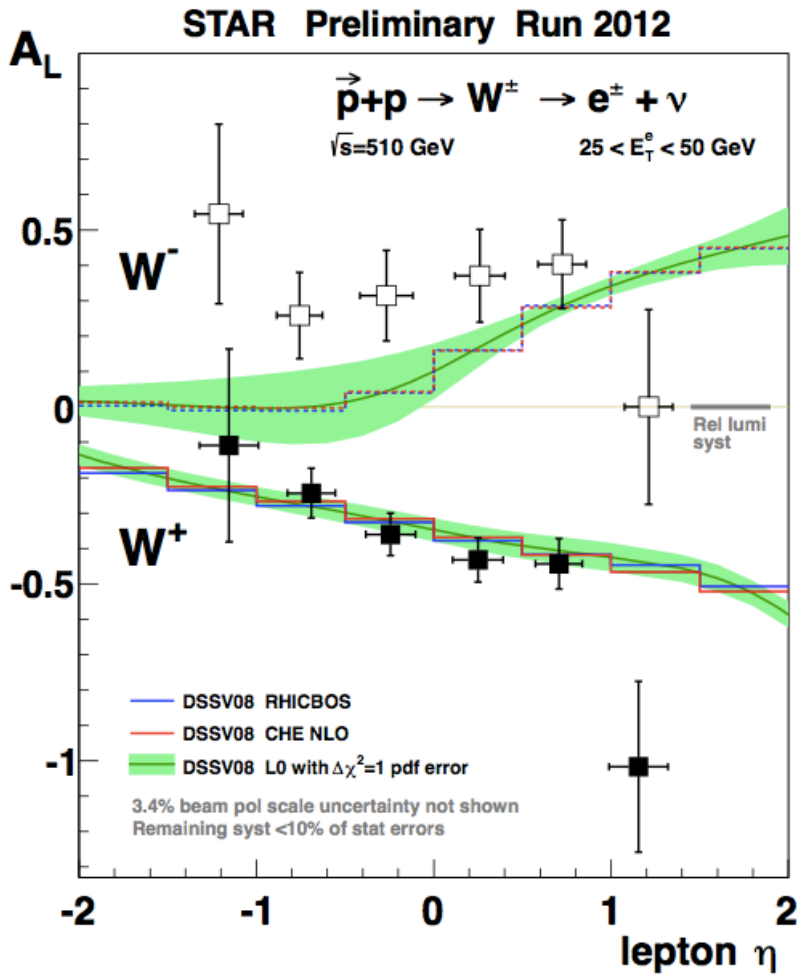 STAR Preliminary Run 2012
A_L
p⃗+p → W± → e± + ν
√s=510 GeV 25 < E_T^e < 50 GeV
0.5
W⁻
0
Rel lumi
syst
W⁺
-0.5
DSSV08 RHICBOS
DSSV08 CHE NLO
-1
DSSV08 L0 with Δχ²=1 pdf error
3.4% beam pol scale uncertainty not shown
Remaining syst <10% of stat errors
-2 -1 0 1 2
lepton η